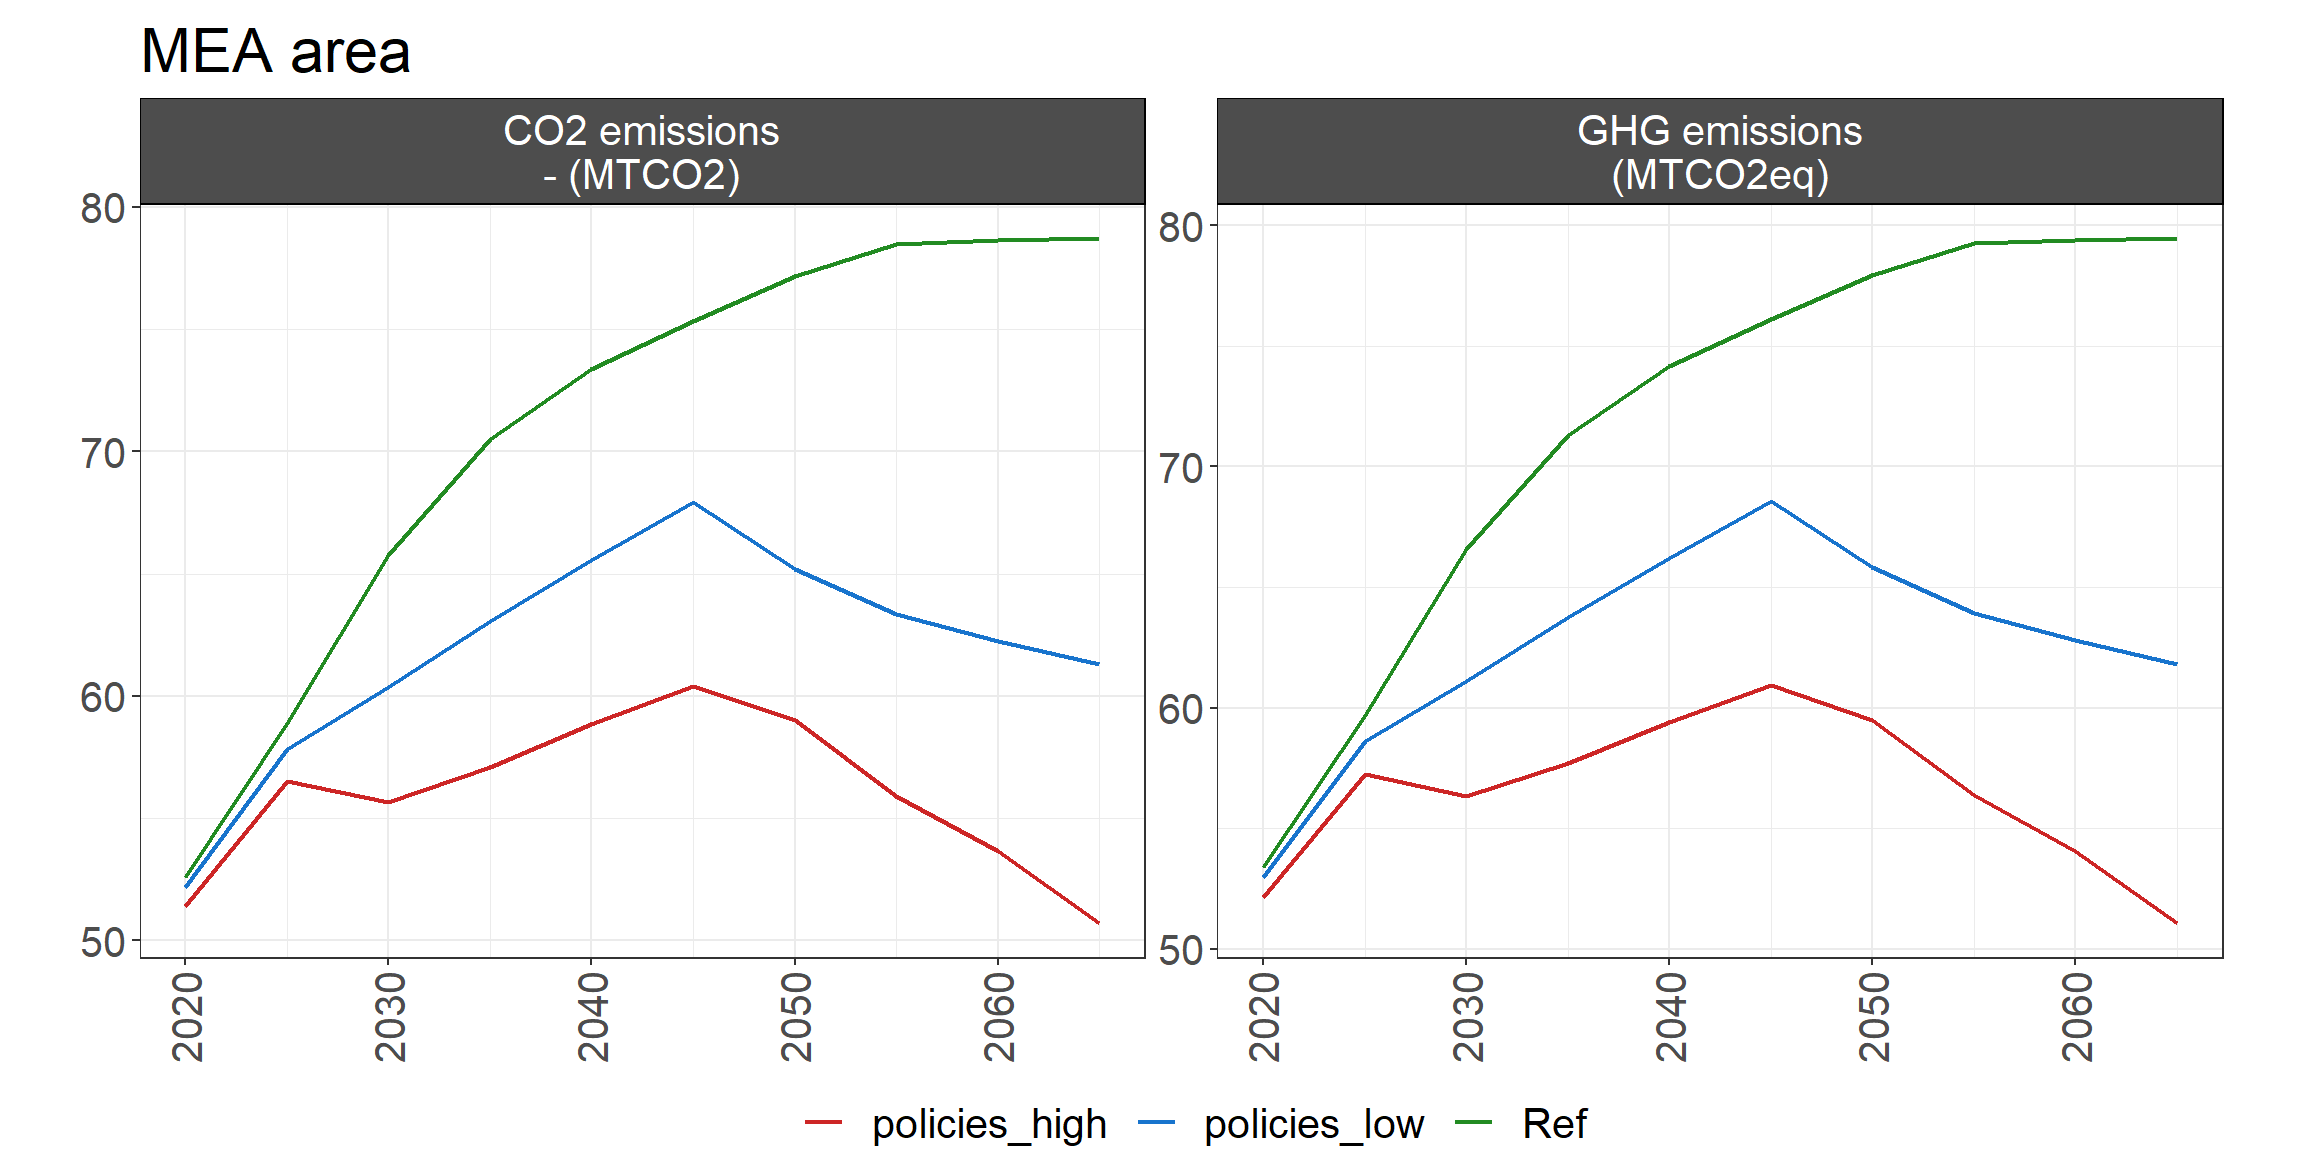 MEA area
CO2 emissions
- (MTCO2)
GHG emissions
(MTCO2eq)
80
70
60
50
80
70
60
50
2020
2030
2040
2050
2060
2020
2030
2040
2050
2060
policies_high
policies_low
Ref